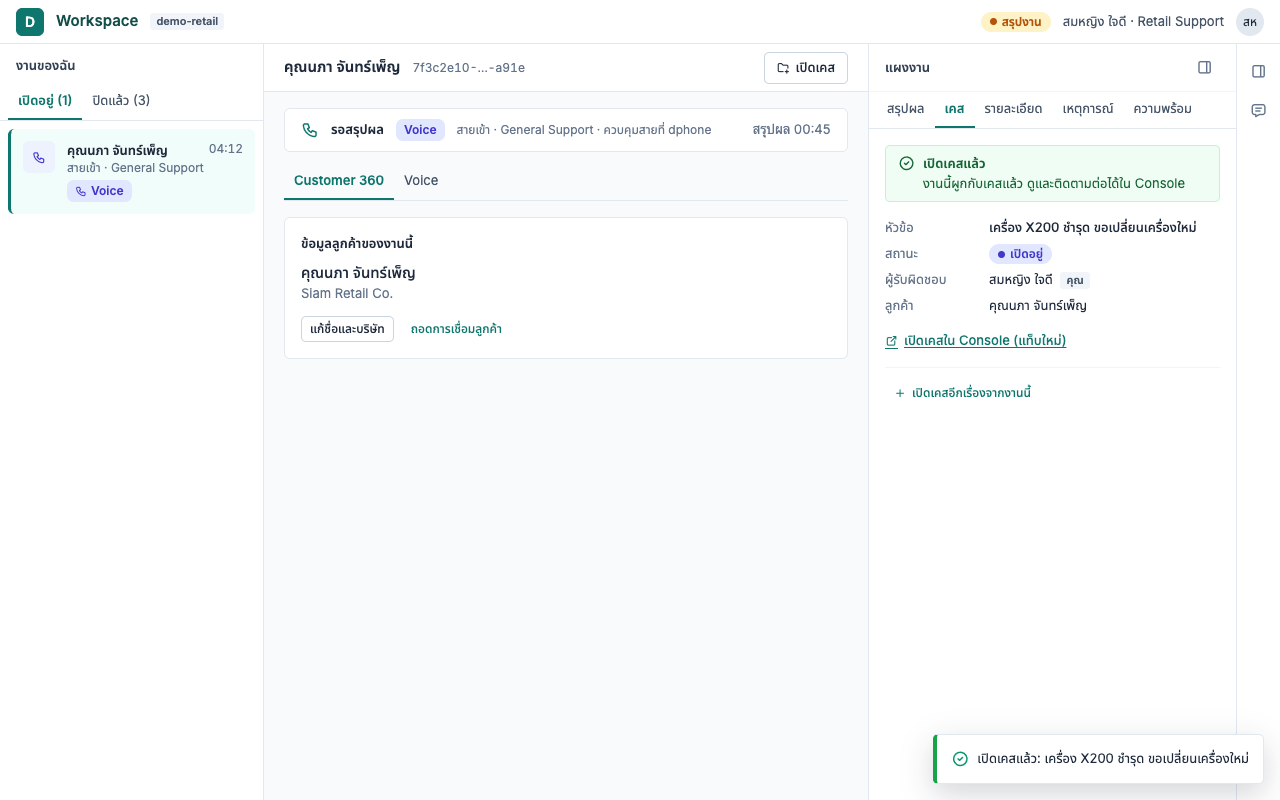 D Workspace demo-retail
สรุปงาน สมหญิง ใจดี · Retail Support สห
งานของฉัน
เปิดอยู่ (1) ปิดแล้ว (3)
คุณนภา จันทร์เพ็ญ 04:12
สายเข้า · General Support
Voice
คุณนภา จันทร์เพ็ญ 7f3c2e10-…-a91e เปิดเคส
รอสรุปผล Voice สายเข้า · General Support · ควบคุมสายที่ dphone สรุปผล 00:45
Customer 360 Voice
ข้อมูลลูกค้าของงานนี้
คุณนภา จันทร์เพ็ญ
Siam Retail Co.
แก้ชื่อและบริษัท ถอดการเชื่อมลูกค้า
แผงงาน
สรุปผล เคส รายละเอียด เหตุการณ์ ความพร้อม
เปิดเคสแล้ว
งานนี้ผูกกับเคสแล้ว ดูและติดตามต่อได้ใน Console
หัวข้อ เครื่อง X200 ชำรุด ขอเปลี่ยนเครื่องใหม่
สถานะ เปิดอยู่
ผู้รับผิดชอบ สมหญิง ใจดี คุณ
ลูกค้า คุณนภา จันทร์เพ็ญ
เปิดเคสใน Console (แท็บใหม่)
+ เปิดเคสอีกเรื่องจากงานนี้
เปิดเคสแล้ว: เครื่อง X200 ชำรุด ขอเปลี่ยนเครื่องใหม่